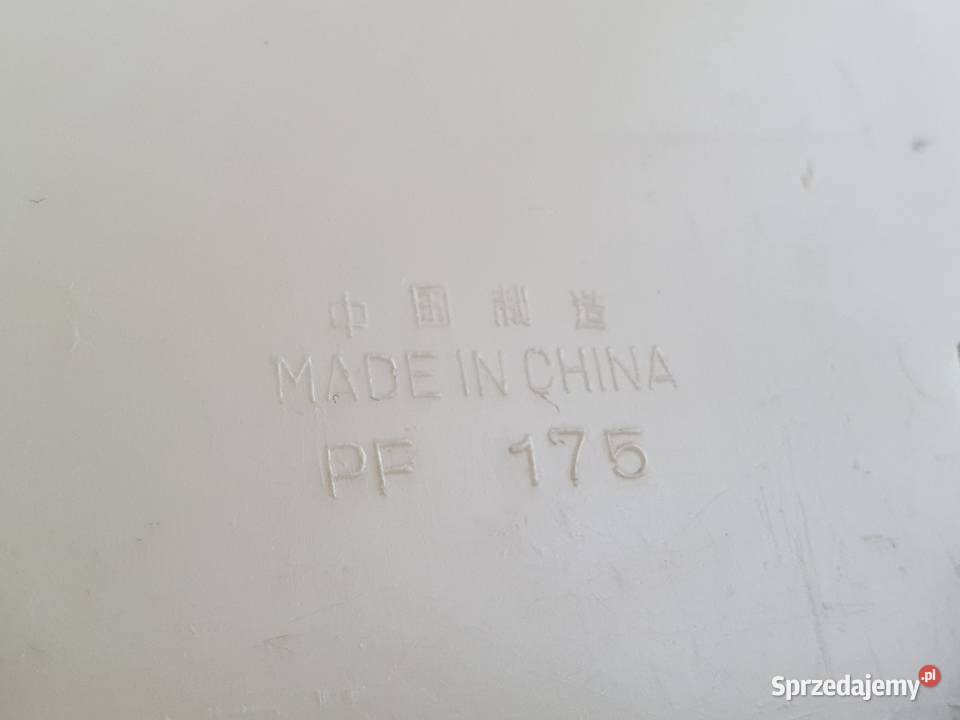 中国制造
MADE IN CHINA
PF 175
Sprzedajemy.pl